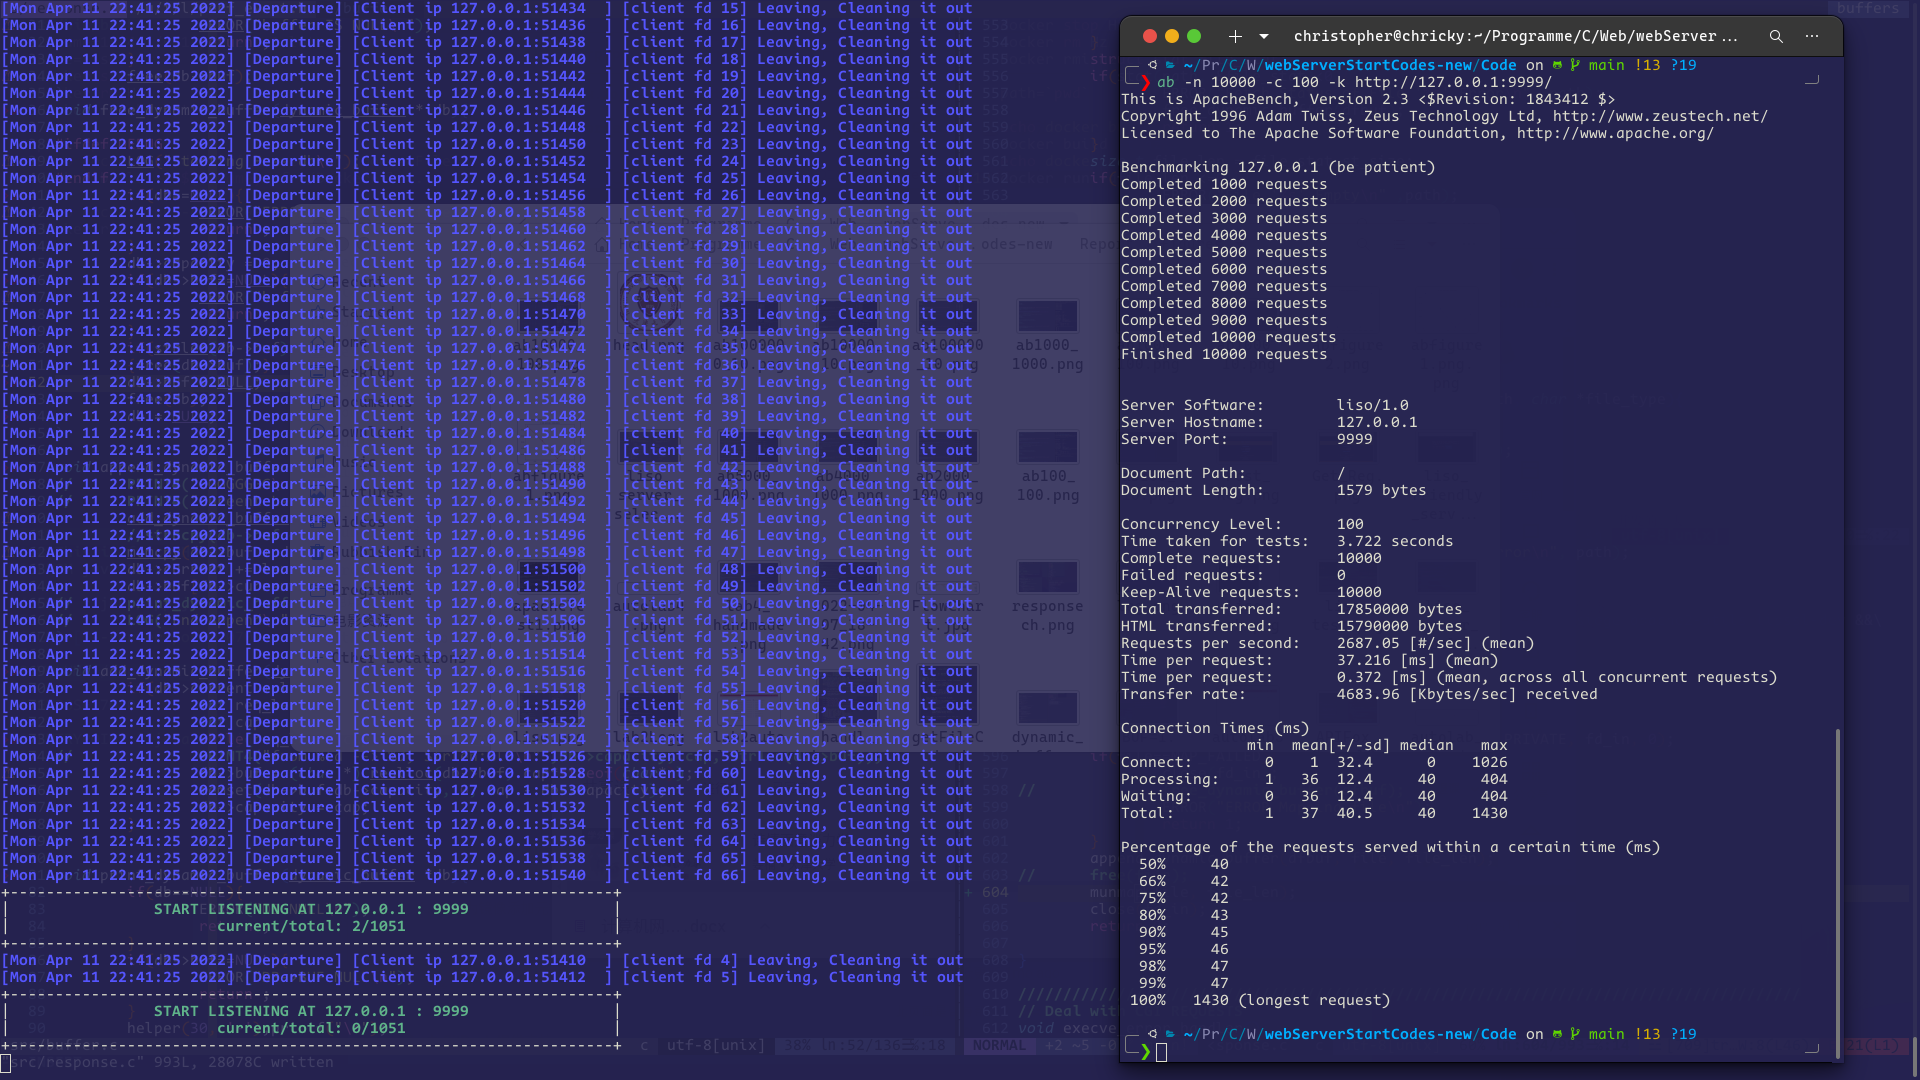 [Mon Apr 11 22:41:25 2022] [Departure] [Client ip 127.0.0.1:51434  ] [client fd 15] Leaving, Cleaning it out
[Mon Apr 11 22:41:25 2022] [Departure] [Client ip 127.0.0.1:51436  ] [client fd 16] Leaving, Cleaning it out
[Mon Apr 11 22:41:25 2022] [Departure] [Client ip 127.0.0.1:51438  ] [client fd 17] Leaving, Cleaning it out
[Mon Apr 11 22:41:25 2022] [Departure] [Client ip 127.0.0.1:51440  ] [client fd 18] Leaving, Cleaning it out
[Mon Apr 11 22:41:25 2022] [Departure] [Client ip 127.0.0.1:51442  ] [client fd 19] Leaving, Cleaning it out
[Mon Apr 11 22:41:25 2022] [Departure] [Client ip 127.0.0.1:51444  ] [client fd 20] Leaving, Cleaning it out
[Mon Apr 11 22:41:25 2022] [Departure] [Client ip 127.0.0.1:51446  ] [client fd 21] Leaving, Cleaning it out
[Mon Apr 11 22:41:25 2022] [Departure] [Client ip 127.0.0.1:51448  ] [client fd 22] Leaving, Cleaning it out
[Mon Apr 11 22:41:25 2022] [Departure] [Client ip 127.0.0.1:51450  ] [client fd 23] Leaving, Cleaning it out
[Mon Apr 11 22:41:25 2022] [Departure] [Client ip 127.0.0.1:51452  ] [client fd 24] Leaving, Cleaning it out
[Mon Apr 11 22:41:25 2022] [Departure] [Client ip 127.0.0.1:51454  ] [client fd 25] Leaving, Cleaning it out
[Mon Apr 11 22:41:25 2022] [Departure] [Client ip 127.0.0.1:51456  ] [client fd 26] Leaving, Cleaning it out
[Mon Apr 11 22:41:25 2022] [Departure] [Client ip 127.0.0.1:51458  ] [client fd 27] Leaving, Cleaning it out
[Mon Apr 11 22:41:25 2022] [Departure] [Client ip 127.0.0.1:51460  ] [client fd 28] Leaving, Cleaning it out
[Mon Apr 11 22:41:25 2022] [Departure] [Client ip 127.0.0.1:51462  ] [client fd 29] Leaving, Cleaning it out
[Mon Apr 11 22:41:25 2022] [Departure] [Client ip 127.0.0.1:51464  ] [client fd 30] Leaving, Cleaning it out
[Mon Apr 11 22:41:25 2022] [Departure] [Client ip 127.0.0.1:51466  ] [client fd 31] Leaving, Cleaning it out
[Mon Apr 11 22:41:25 2022] [Departure] [Client ip 127.0.0.1:51468  ] [client fd 32] Leaving, Cleaning it out
[Mon Apr 11 22:41:25 2022] [Departure] [Client ip 127.0.0.1:51470  ] [client fd 33] Leaving, Cleaning it out
[Mon Apr 11 22:41:25 2022] [Departure] [Client ip 127.0.0.1:51472  ] [client fd 34] Leaving, Cleaning it out
[Mon Apr 11 22:41:25 2022] [Departure] [Client ip 127.0.0.1:51474  ] [client fd 35] Leaving, Cleaning it out
[Mon Apr 11 22:41:25 2022] [Departure] [Client ip 127.0.0.1:51476  ] [client fd 36] Leaving, Cleaning it out
[Mon Apr 11 22:41:25 2022] [Departure] [Client ip 127.0.0.1:51478  ] [client fd 37] Leaving, Cleaning it out
[Mon Apr 11 22:41:25 2022] [Departure] [Client ip 127.0.0.1:51480  ] [client fd 38] Leaving, Cleaning it out
[Mon Apr 11 22:41:25 2022] [Departure] [Client ip 127.0.0.1:51482  ] [client fd 39] Leaving, Cleaning it out
[Mon Apr 11 22:41:25 2022] [Departure] [Client ip 127.0.0.1:51484  ] [client fd 40] Leaving, Cleaning it out
[Mon Apr 11 22:41:25 2022] [Departure] [Client ip 127.0.0.1:51486  ] [client fd 41] Leaving, Cleaning it out
[Mon Apr 11 22:41:25 2022] [Departure] [Client ip 127.0.0.1:51488  ] [client fd 42] Leaving, Cleaning it out
[Mon Apr 11 22:41:25 2022] [Departure] [Client ip 127.0.0.1:51490  ] [client fd 43] Leaving, Cleaning it out
[Mon Apr 11 22:41:25 2022] [Departure] [Client ip 127.0.0.1:51492  ] [client fd 44] Leaving, Cleaning it out
[Mon Apr 11 22:41:25 2022] [Departure] [Client ip 127.0.0.1:51494  ] [client fd 45] Leaving, Cleaning it out
[Mon Apr 11 22:41:25 2022] [Departure] [Client ip 127.0.0.1:51496  ] [client fd 46] Leaving, Cleaning it out
[Mon Apr 11 22:41:25 2022] [Departure] [Client ip 127.0.0.1:51498  ] [client fd 47] Leaving, Cleaning it out
[Mon Apr 11 22:41:25 2022] [Departure] [Client ip 127.0.0.1:51500  ] [client fd 48] Leaving, Cleaning it out
[Mon Apr 11 22:41:25 2022] [Departure] [Client ip 127.0.0.1:51502  ] [client fd 49] Leaving, Cleaning it out
[Mon Apr 11 22:41:25 2022] [Departure] [Client ip 127.0.0.1:51504  ] [client fd 50] Leaving, Cleaning it out
[Mon Apr 11 22:41:25 2022] [Departure] [Client ip 127.0.0.1:51506  ] [client fd 51] Leaving, Cleaning it out
[Mon Apr 11 22:41:25 2022] [Departure] [Client ip 127.0.0.1:51510  ] [client fd 52] Leaving, Cleaning it out
[Mon Apr 11 22:41:25 2022] [Departure] [Client ip 127.0.0.1:51514  ] [client fd 53] Leaving, Cleaning it out
[Mon Apr 11 22:41:25 2022] [Departure] [Client ip 127.0.0.1:51516  ] [client fd 54] Leaving, Cleaning it out
[Mon Apr 11 22:41:25 2022] [Departure] [Client ip 127.0.0.1:51518  ] [client fd 55] Leaving, Cleaning it out
[Mon Apr 11 22:41:25 2022] [Departure] [Client ip 127.0.0.1:51520  ] [client fd 56] Leaving, Cleaning it out
[Mon Apr 11 22:41:25 2022] [Departure] [Client ip 127.0.0.1:51522  ] [client fd 57] Leaving, Cleaning it out
[Mon Apr 11 22:41:25 2022] [Departure] [Client ip 127.0.0.1:51524  ] [client fd 58] Leaving, Cleaning it out
[Mon Apr 11 22:41:25 2022] [Departure] [Client ip 127.0.0.1:51526  ] [client fd 59] Leaving, Cleaning it out
[Mon Apr 11 22:41:25 2022] [Departure] [Client ip 127.0.0.1:51528  ] [client fd 60] Leaving, Cleaning it out
[Mon Apr 11 22:41:25 2022] [Departure] [Client ip 127.0.0.1:51530  ] [client fd 61] Leaving, Cleaning it out
[Mon Apr 11 22:41:25 2022] [Departure] [Client ip 127.0.0.1:51532  ] [client fd 62] Leaving, Cleaning it out
[Mon Apr 11 22:41:25 2022] [Departure] [Client ip 127.0.0.1:51534  ] [client fd 63] Leaving, Cleaning it out
[Mon Apr 11 22:41:25 2022] [Departure] [Client ip 127.0.0.1:51536  ] [client fd 64] Leaving, Cleaning it out
[Mon Apr 11 22:41:25 2022] [Departure] [Client ip 127.0.0.1:51538  ] [client fd 65] Leaving, Cleaning it out
[Mon Apr 11 22:41:25 2022] [Departure] [Client ip 127.0.0.1:51540  ] [client fd 66] Leaving, Cleaning it out
START LISTENING AT 127.0.0.1 : 9999
current/total: 2/1051
[Mon Apr 11 22:41:25 2022] [Departure] [Client ip 127.0.0.1:51410  ] [client fd 4] Leaving, Cleaning it out
[Mon Apr 11 22:41:25 2022] [Departure] [Client ip 127.0.0.1:51412  ] [client fd 5] Leaving, Cleaning it out
START LISTENING AT 127.0.0.1 : 9999
current/total: 0/1051
src/response.c" 993L, 28078C written
christopher@chricky:~/Programme/C/Web/webServer ...
~/Pr/C/W/webServerStartCodes-new/Code on main !13 ?19
❯ ab -n 10000 -c 100 -k http://127.0.0.1:9999/
This is ApacheBench, Version 2.3 <$Revision: 1843412 $>
Copyright 1996 Adam Twiss, Zeus Technology Ltd, http://www.zeustech.net/
Licensed to The Apache Software Foundation, http://www.apache.org/
Benchmarking 127.0.0.1 (be patient)
Completed 1000 requests
Completed 2000 requests
Completed 3000 requests
Completed 4000 requests
Completed 5000 requests
Completed 6000 requests
Completed 7000 requests
Completed 8000 requests
Completed 9000 requests
Completed 10000 requests
Finished 10000 requests
Server Software:        liso/1.0
Server Hostname:        127.0.0.1
Server Port:            9999
Document Path:          /
Document Length:        1579 bytes
Concurrency Level:      100
Time taken for tests:   3.722 seconds
Complete requests:      10000
Failed requests:        0
Keep-Alive requests:    10000
Total transferred:      17850000 bytes
HTML transferred:       15790000 bytes
Requests per second:    2687.05 [#/sec] (mean)
Time per request:       37.216 [ms] (mean)
Time per request:       0.372 [ms] (mean, across all concurrent requests)
Transfer rate:          4683.96 [Kbytes/sec] received
Connection Times (ms)
              min  mean[+/-sd] median   max
Connect:        0    1  32.4      0    1026
Processing:     1   36  12.4     40     404
Waiting:        0   36  12.4     40     404
Total:          1   37  40.5     40    1430
Percentage of the requests served within a certain time (ms)
  50%     40
  66%     42
  75%     42
  80%     43
  90%     45
  95%     46
  98%     47
  99%     47
 100%   1430 (longest request)
~/Pr/C/W/webServerStartCodes-new/Code on main !13 ?19
❯